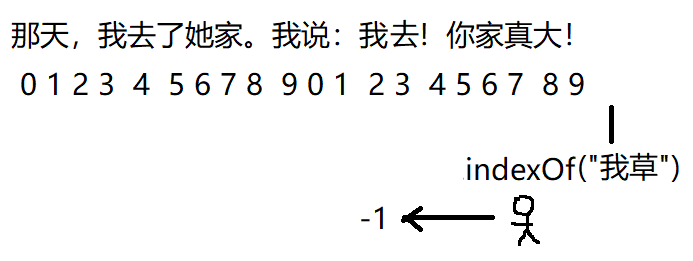 那天，我去了她家。我说：我去！你家真大！
0 1 2 3 4 5 6 7 8 9 0 1 2 3 4 5 6 7 8 9
indexOf("我草")
-1